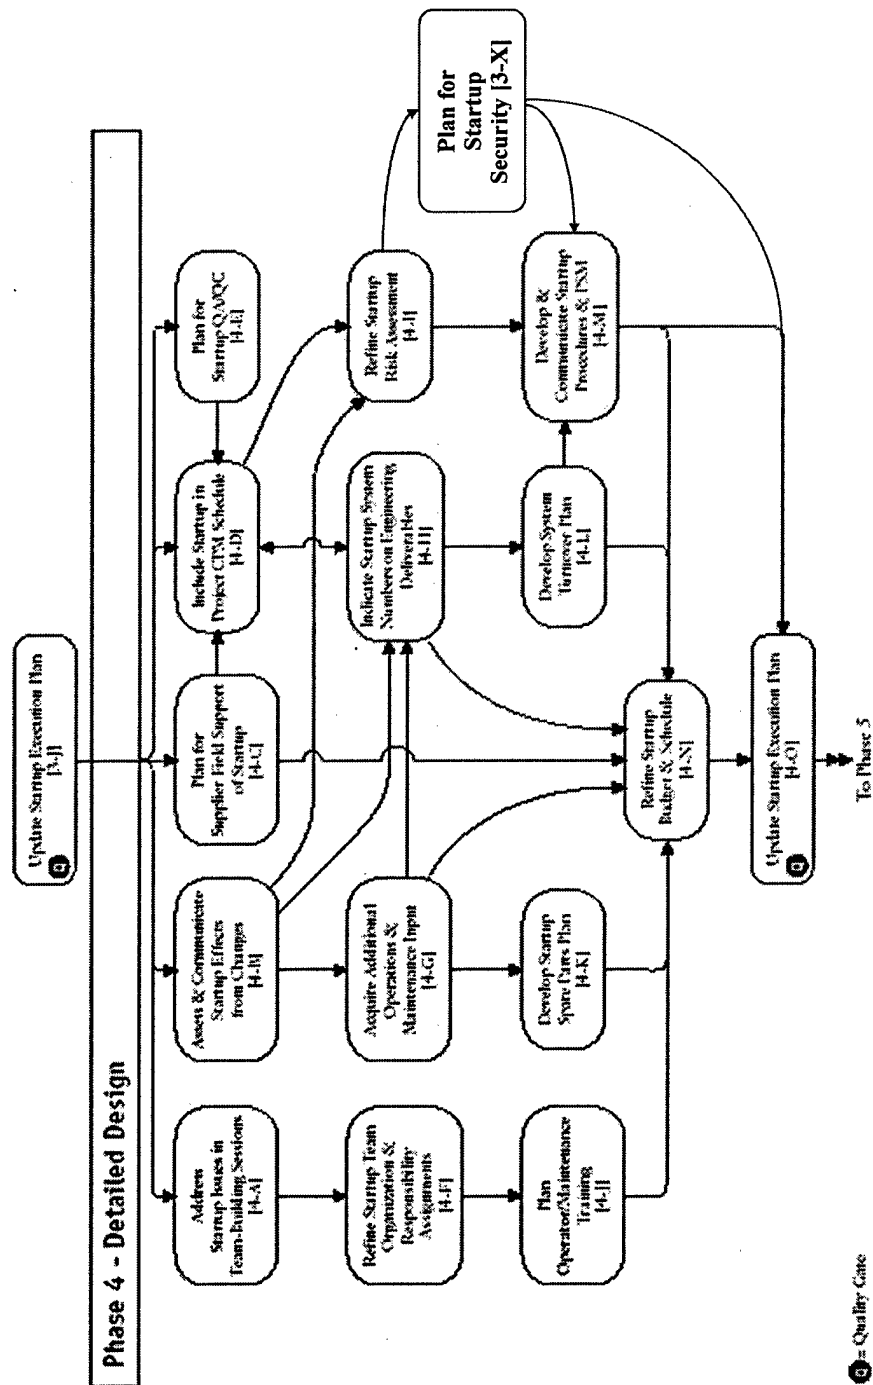 Update Startup Execution Plan
[3-J]
Q
Phase 4 - Detailed Design
Address
Startup Issues in
Team-Building Sessions
[4-A]
Assess & Communicate
Startup Effects
from Changes
[4-B]
Plan for
Supplier Field Support
of Startup
[4-C]
Include Startup in
Project CPM Schedule
[4-D]
Plan for
Startup QA/QC
[4-E]
Refine Startup Team
Organization &
Responsibility
Assignments
[4-F]
Acquire Additional
Operations &
Maintenance Input
[4-G]
Indicate Startup System
Numbers on Engineering
Deliverables
[4-H]
Refine Startup
Risk Assessment
[4-I]
Plan for
Startup
Security [3-X]
Plan
Operator/Maintenance
Training
[4-J]
Develop Startup
Spare Parts Plan
[4-K]
Develop System
Turnover Plan
[4-L]
Develop &
Communicate Startup
Procedures & PSM
[4-M]
Refine Startup
Budget & Schedule
[4-N]
Update Startup Execution Plan
[4-O]
Q
To Phase 5
Q = Quality Gate